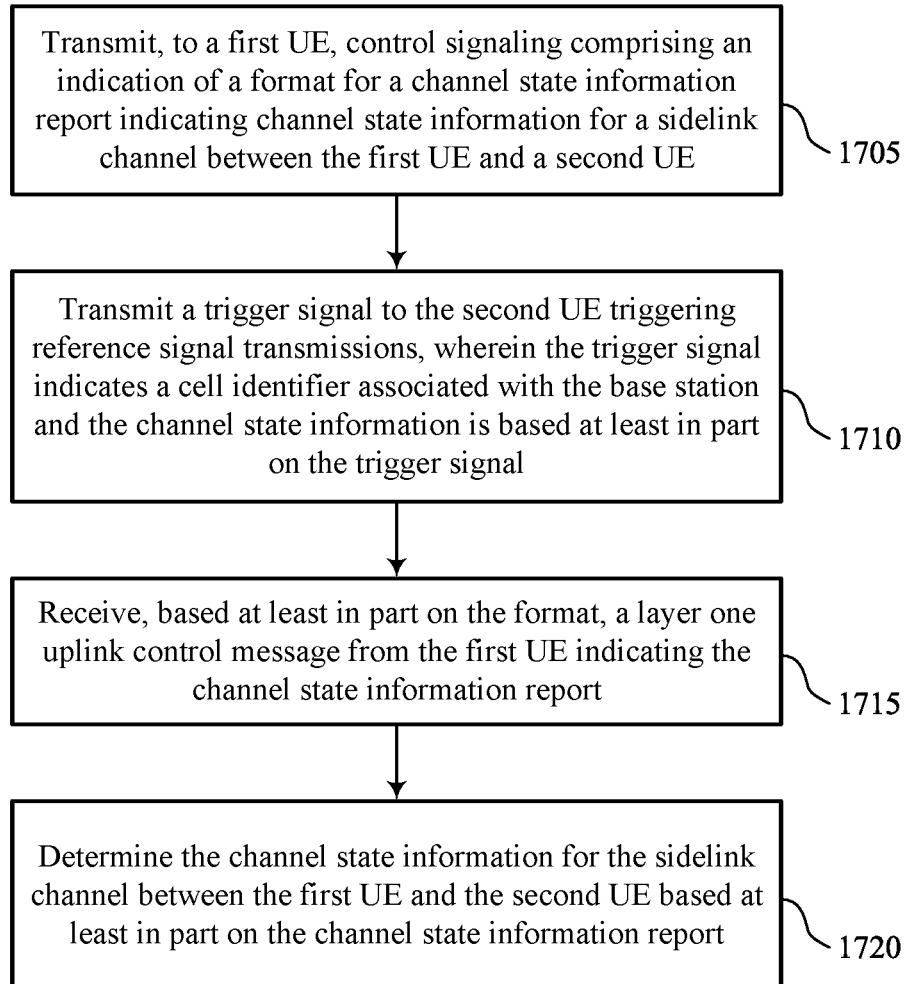 Transmit, to a first UE, control signaling comprising an
indication of a format for a channel state information
report indicating channel state information for a sidelink
channel between the first UE and a second UE
1705
Transmit a trigger signal to the second UE triggering
reference signal transmissions, wherein the trigger signal
indicates a cell identifier associated with the base station
and the channel state information is based at least in part
on the trigger signal
1710
Receive, based at least in part on the format, a layer one
uplink control message from the first UE indicating the
channel state information report
1715
Determine the channel state information for the sidelink
channel between the first UE and the second UE based at
least in part on the channel state information report
1720